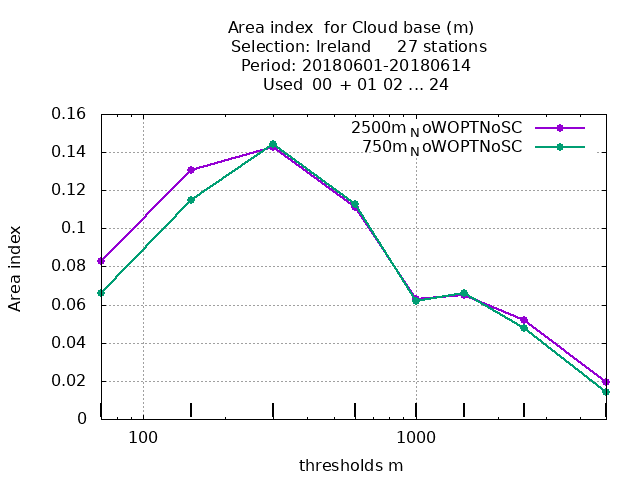 Area index  for Cloud base (m)
Selection: Ireland     27 stations
Period: 20180601-20180614
Used  00  + 01 02 ... 24
2500m_NoWOPTNoSC
750m_NoWOPTNoSC
0.16
0.14
0.12
0.1
0.08
0.06
0.04
0.02
0
Area index
100
1000
thresholds m